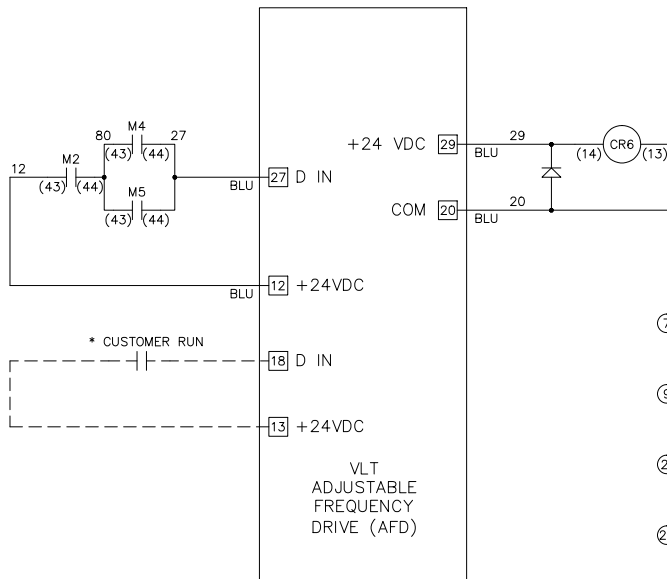 80 M4 27
(43) (44)
12 M2
(43) (44)
M5
(43) (44)
BLU
27 D IN
12 +24VDC
BLU
* CUSTOMER RUN
18 D IN
13 +24VDC
VLT
ADJUSTABLE
FREQUENCY
DRIVE (AFD)
+24 VDC 29
BLU
29
(14) CR6 (13)
COM 20
BLU
20